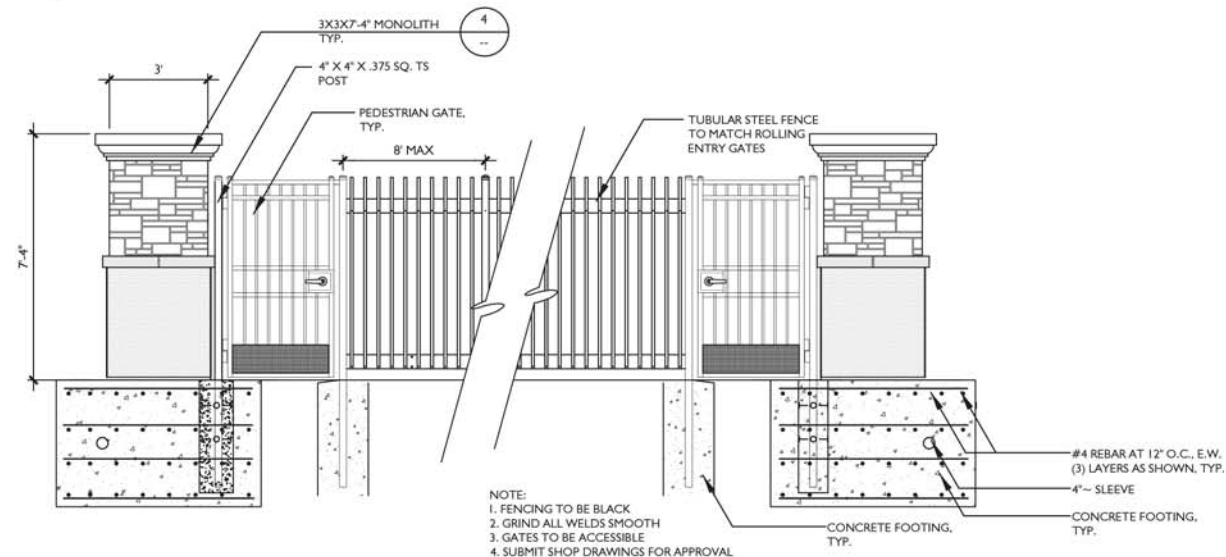 3X3X7'-4" MONOLITH
TYP.
4
--
3'
4" X 4" X .375 SQ. TS
POST
PEDESTRIAN GATE,
TYP.
8' MAX
TUBULAR STEEL FENCE
TO MATCH ROLLING
ENTRY GATES
7'-4"
#4 REBAR AT 12" O.C., E.W.
(3) LAYERS AS SHOWN, TYP.
4"~ SLEEVE
CONCRETE FOOTING,
TYP.
CONCRETE FOOTING,
TYP.
NOTE:
1. FENCING TO BE BLACK
2. GRIND ALL WELDS SMOOTH
3. GATES TO BE ACCESSIBLE
4. SUBMIT SHOP DRAWINGS FOR APPROVAL